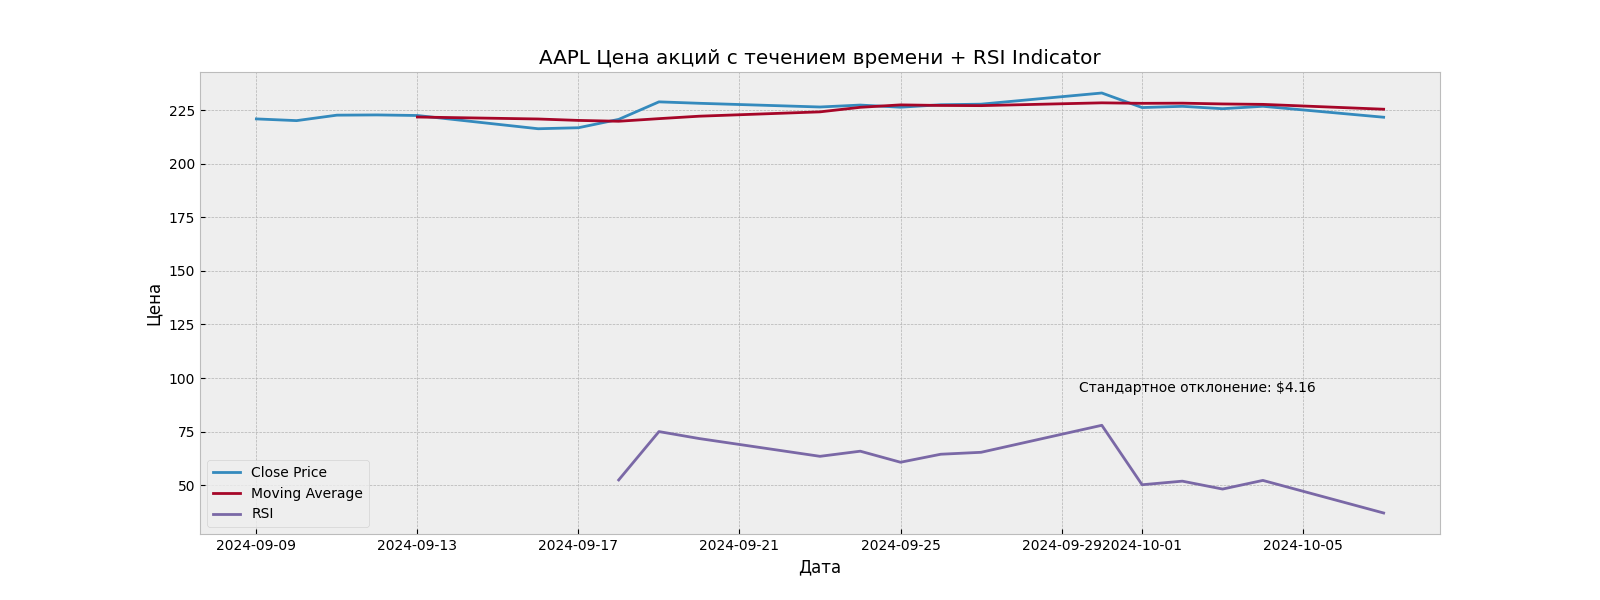 AAPL Цена акций с течением времени + RSI Indicator
225
200
175
150
125
100
75
50
Цена
Стандартное отклонение: $4.16
Close Price
Moving Average
RSI
2024-09-09 2024-09-13 2024-09-17 2024-09-21 2024-09-25 2024-09-29 2024-10-01 2024-10-05
Дата